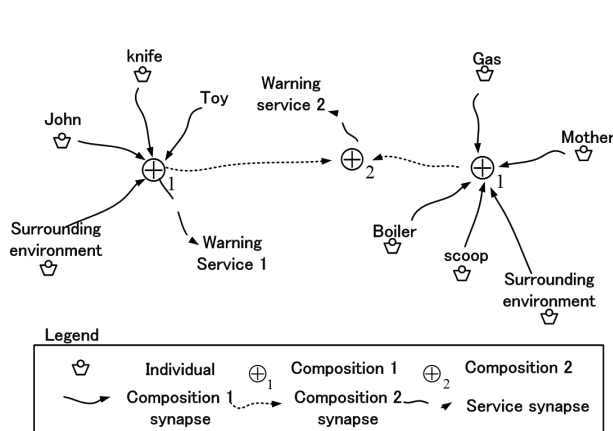 knife
Gas
Toy
Warning
service 2
John
Mother
1
2
1
Surrounding
environment
Warning
Service 1
Boiler
scoop
Surrounding
environment
Legend
Individual
1
Composition 1
2
Composition 2
Composition 1
synapse
Composition 2
synapse
Service synapse